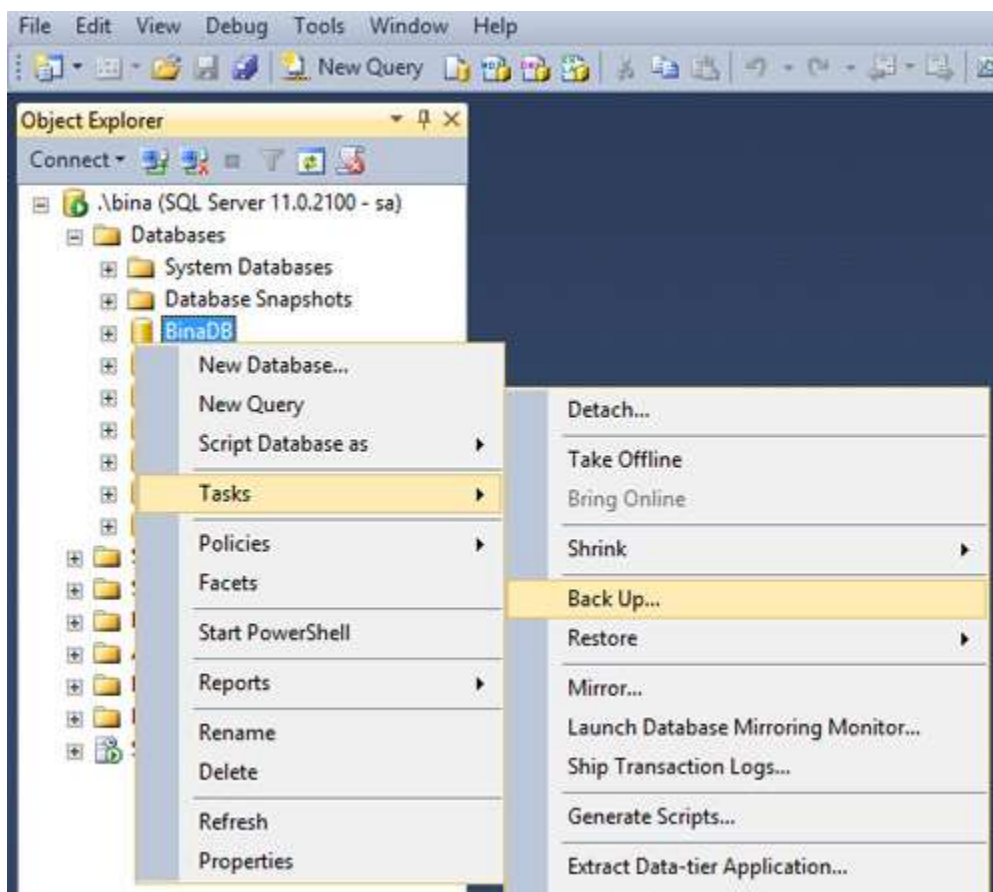 File Edit View Debug Tools Window Help
New Query
Object Explorer
Connect
.\bina (SQL Server 11.0.2100 - sa)
Databases
System Databases
Database Snapshots
BinaDB
New Database...
New Query
Script Database as
Tasks
Policies
Facets
Start PowerShell
Reports
Rename
Delete
Refresh
Properties
Detach...
Take Offline
Bring Online
Shrink
Back Up...
Restore
Mirror...
Launch Database Mirroring Monitor...
Ship Transaction Logs...
Generate Scripts...
Extract Data-tier Application...